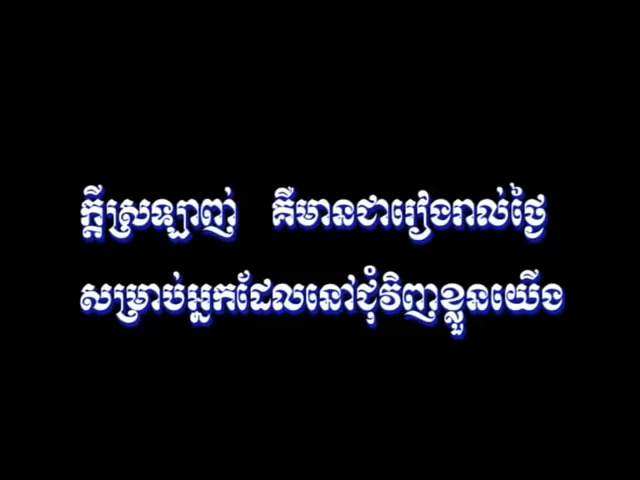 ក្ដីស្រឡាញ់ គឺមានជារៀងរាល់ថ្ងៃ
សម្រាប់អ្នកដែលនៅជុំវិញខ្លួនយើង